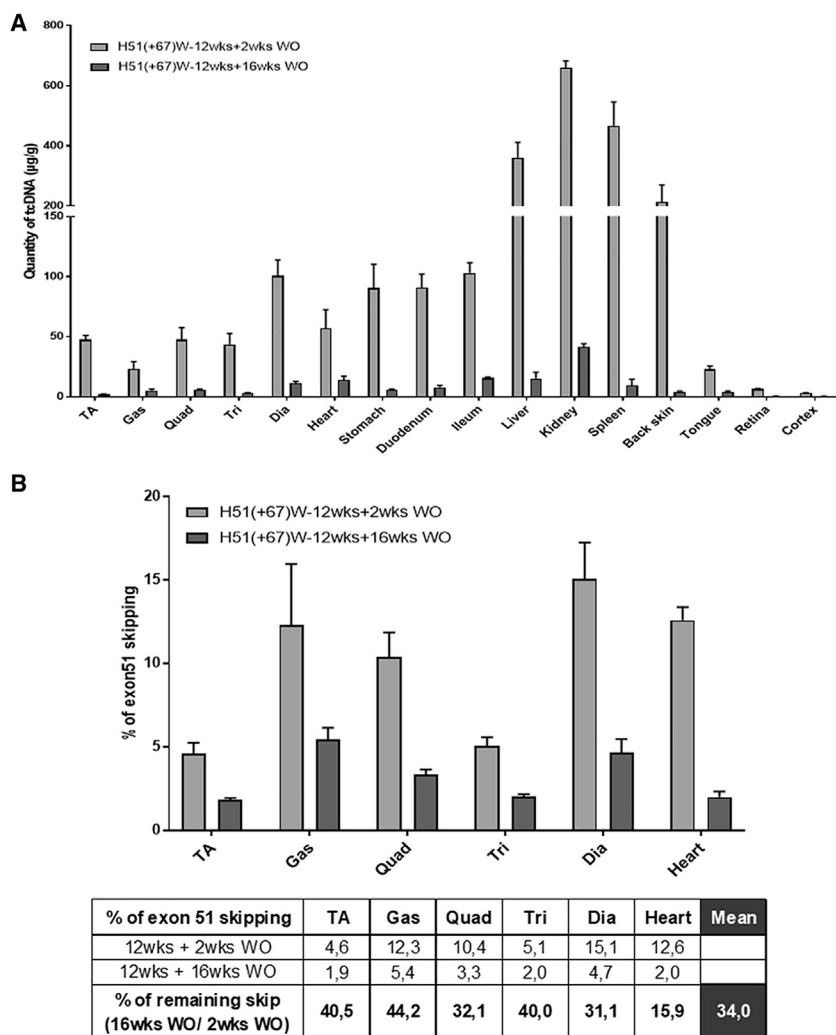 A
800
600
400
200
150
100
50
0
Quantity of tcDNA (µg/g)
H51(+67)W-12wks+2wks WO
H51(+67)W-12wks+16wks WO
TA Gas Quad Tri Dia Heart Stomach Duodenum Ileum Liver Kidney Spleen Back skin Tongue Retina Cortex
B
20
15
10
5
0
% of exon51 skipping
H51(+67)W-12wks+2wks WO
H51(+67)W-12wks+16wks WO
TA Gas Quad Tri Dia Heart
% of exon 51 skipping TA Gas Quad Tri Dia Heart Mean
12wks + 2wks WO 4,6 12,3 10,4 5,1 15,1 12,6
12wks + 16wks WO 1,9 5,4 3,3 2,0 4,7 2,0
% of remaining skip
(16wks WO/ 2wks WO) 40,5 44,2 32,1 40,0 31,1 15,9 34,0